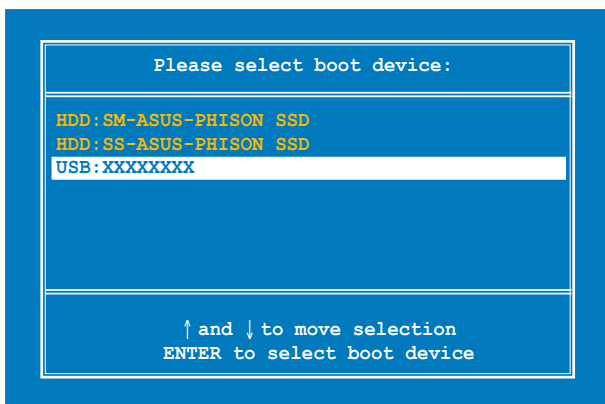 Please select boot device:
HDD:SM-ASUS-PHISON SSD
HDD:SS-ASUS-PHISON SSD
USB:XXXXXXXX
↑ and ↓ to move selection
ENTER to select boot device